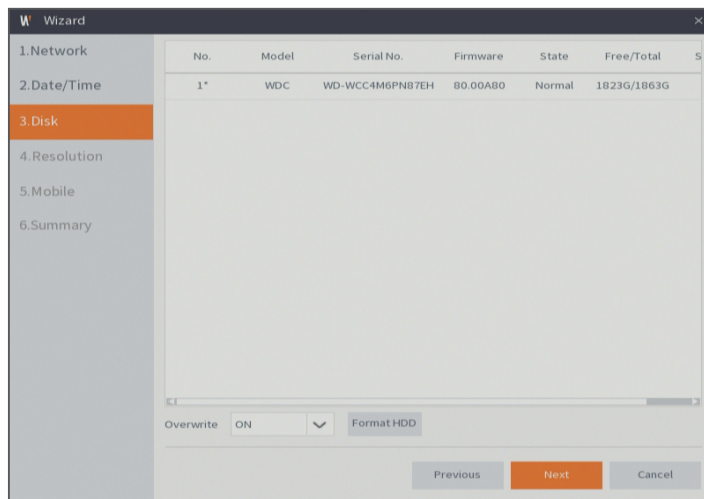 Wizard ×
1.Network
2.Date/Time
3.Disk
4.Resolution
5.Mobile
6.Summary
No. Model Serial No. Firmware State Free/Total S
1* WDC WD-WCC4M6PN87EH 80.00A80 Normal 1823G/1863G
Overwrite ON Format HDD
Previous Next Cancel